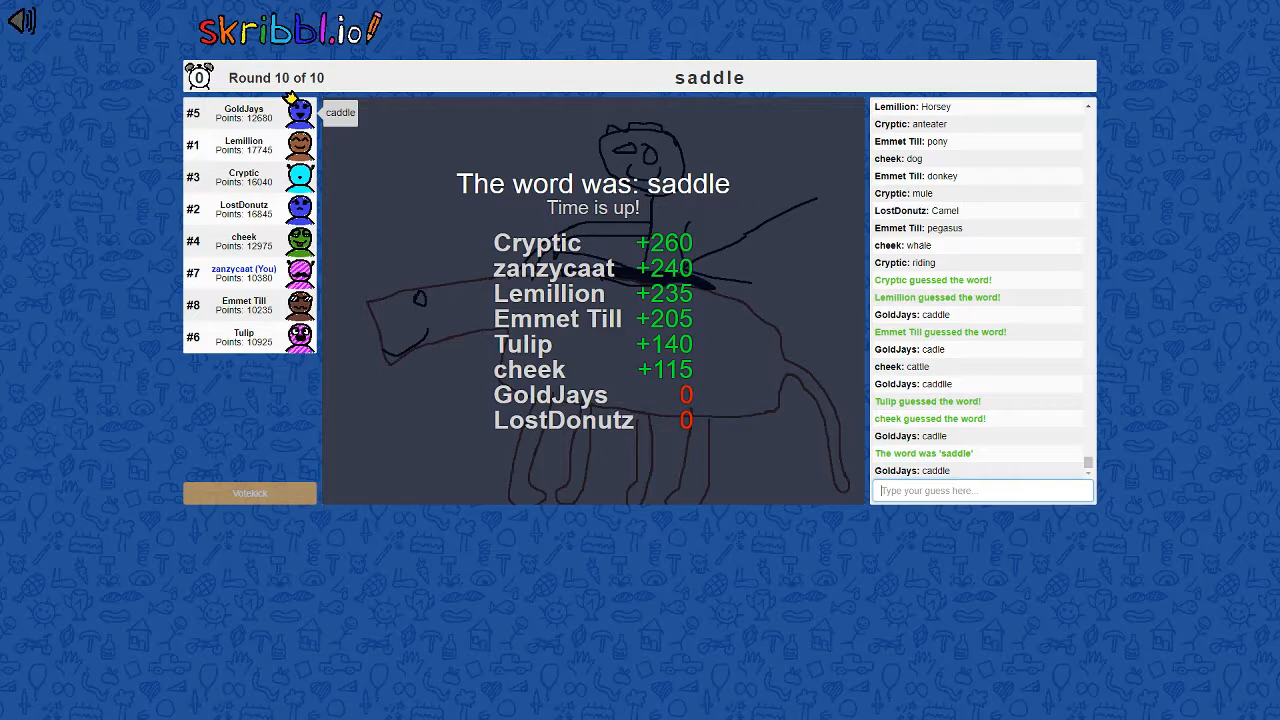 skribbl.io
0
Round 10 of 10
saddle
#5
GoldJays
Points: 12680
caddle
#1
Lemillion
Points: 17745
#3
Cryptic
Points: 16040
#2
LostDonutz
Points: 16845
#4
cheek
Points: 12975
#7
zanzycaat (You)
Points: 10380
#8
Emmet Till
Points: 10235
#6
Tulip
Points: 10925
Votekick
The word was: saddle
Time is up!
Cryptic +260
zanzycaat +240
Lemillion +235
Emmet Till +205
Tulip +140
cheek +115
GoldJays 0
LostDonutz 0
Lemillion: Horsey
Cryptic: anteater
Emmet Till: pony
cheek: dog
Emmet Till: donkey
Cryptic: mule
LostDonutz: Camel
Emmet Till: pegasus
cheek: whale
Cryptic: riding
Cryptic guessed the word!
Lemillion guessed the word!
GoldJays: caddle
Emmet Till guessed the word!
GoldJays: cadle
cheek: cattle
GoldJays: caddlle
Tulip guessed the word!
cheek guessed the word!
GoldJays: cadlle
The word was 'saddle'
GoldJays: caddle
Type your guess here...